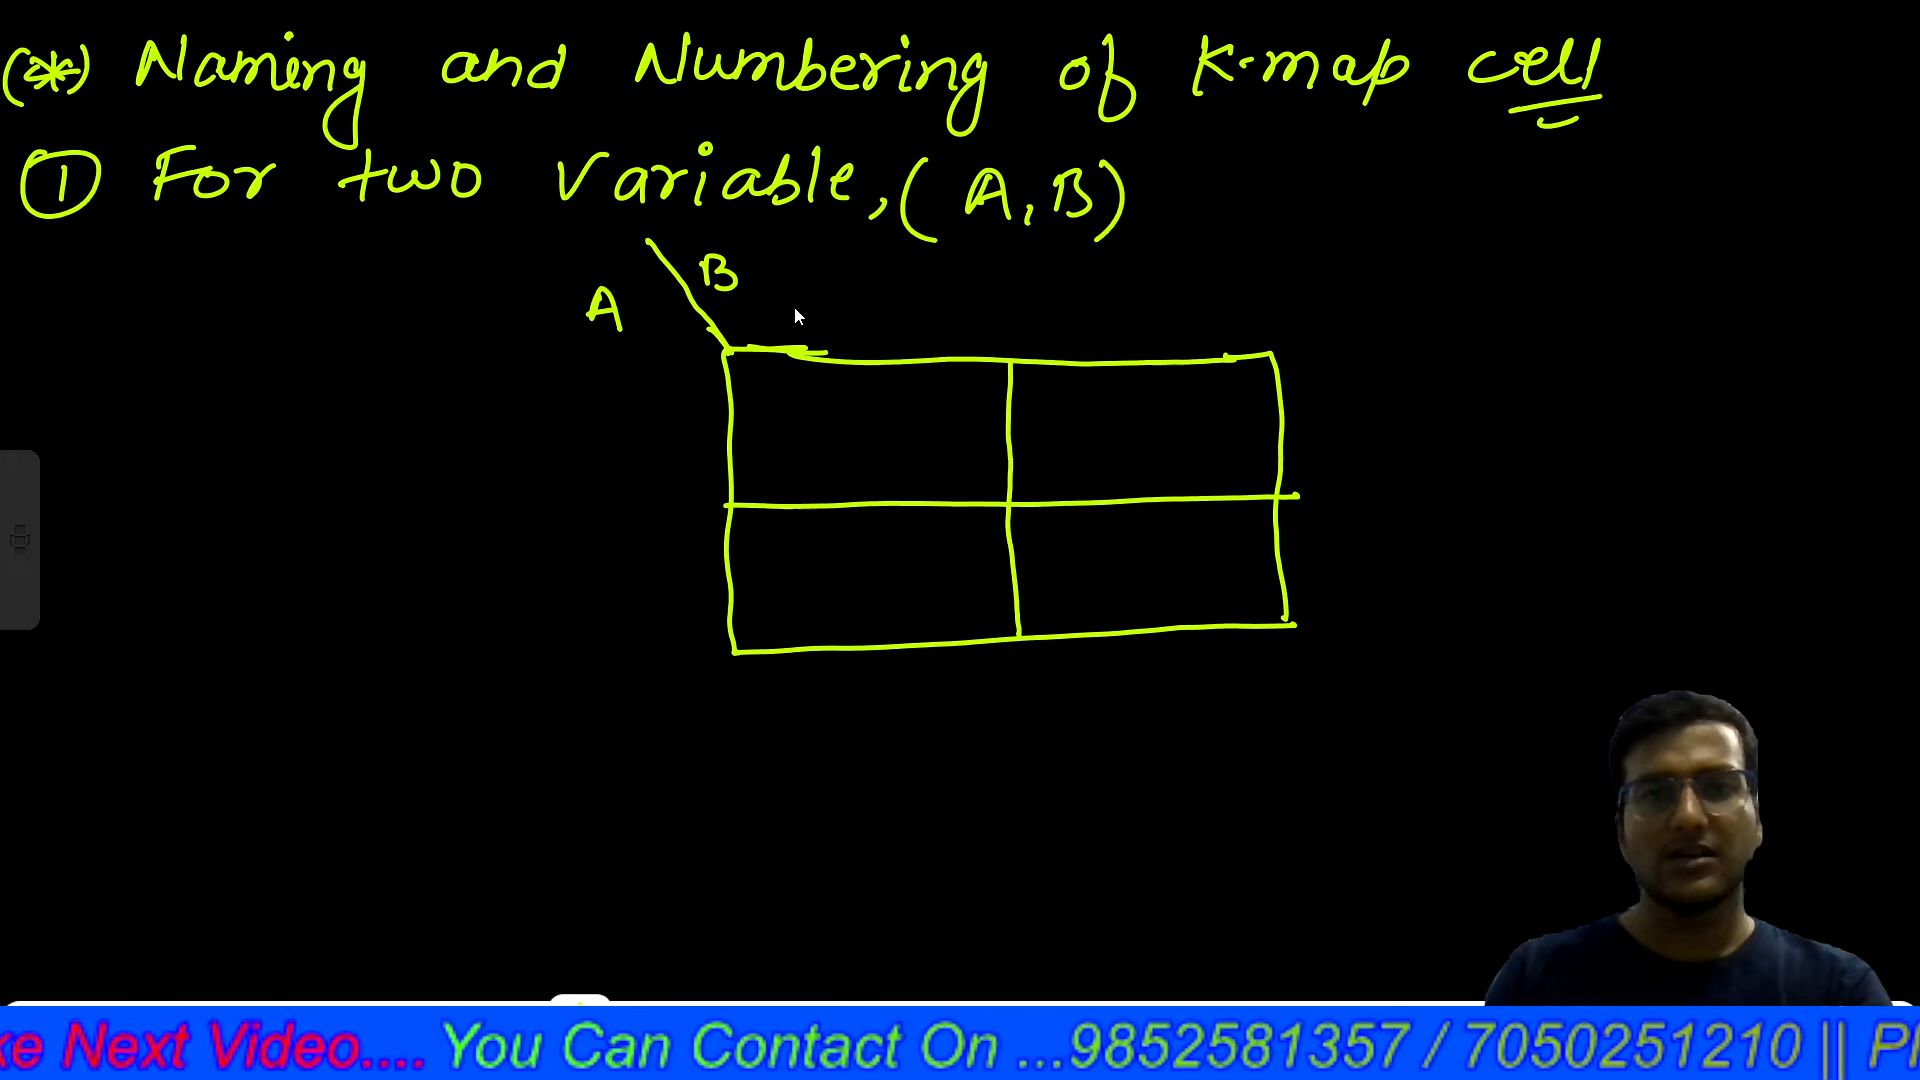 (*) Naming and Numbering of K-map cell
① For two Variable, (A, B)
B
A
ke Next Video.... You Can Contact On ...9852581357 / 7050251210 ||